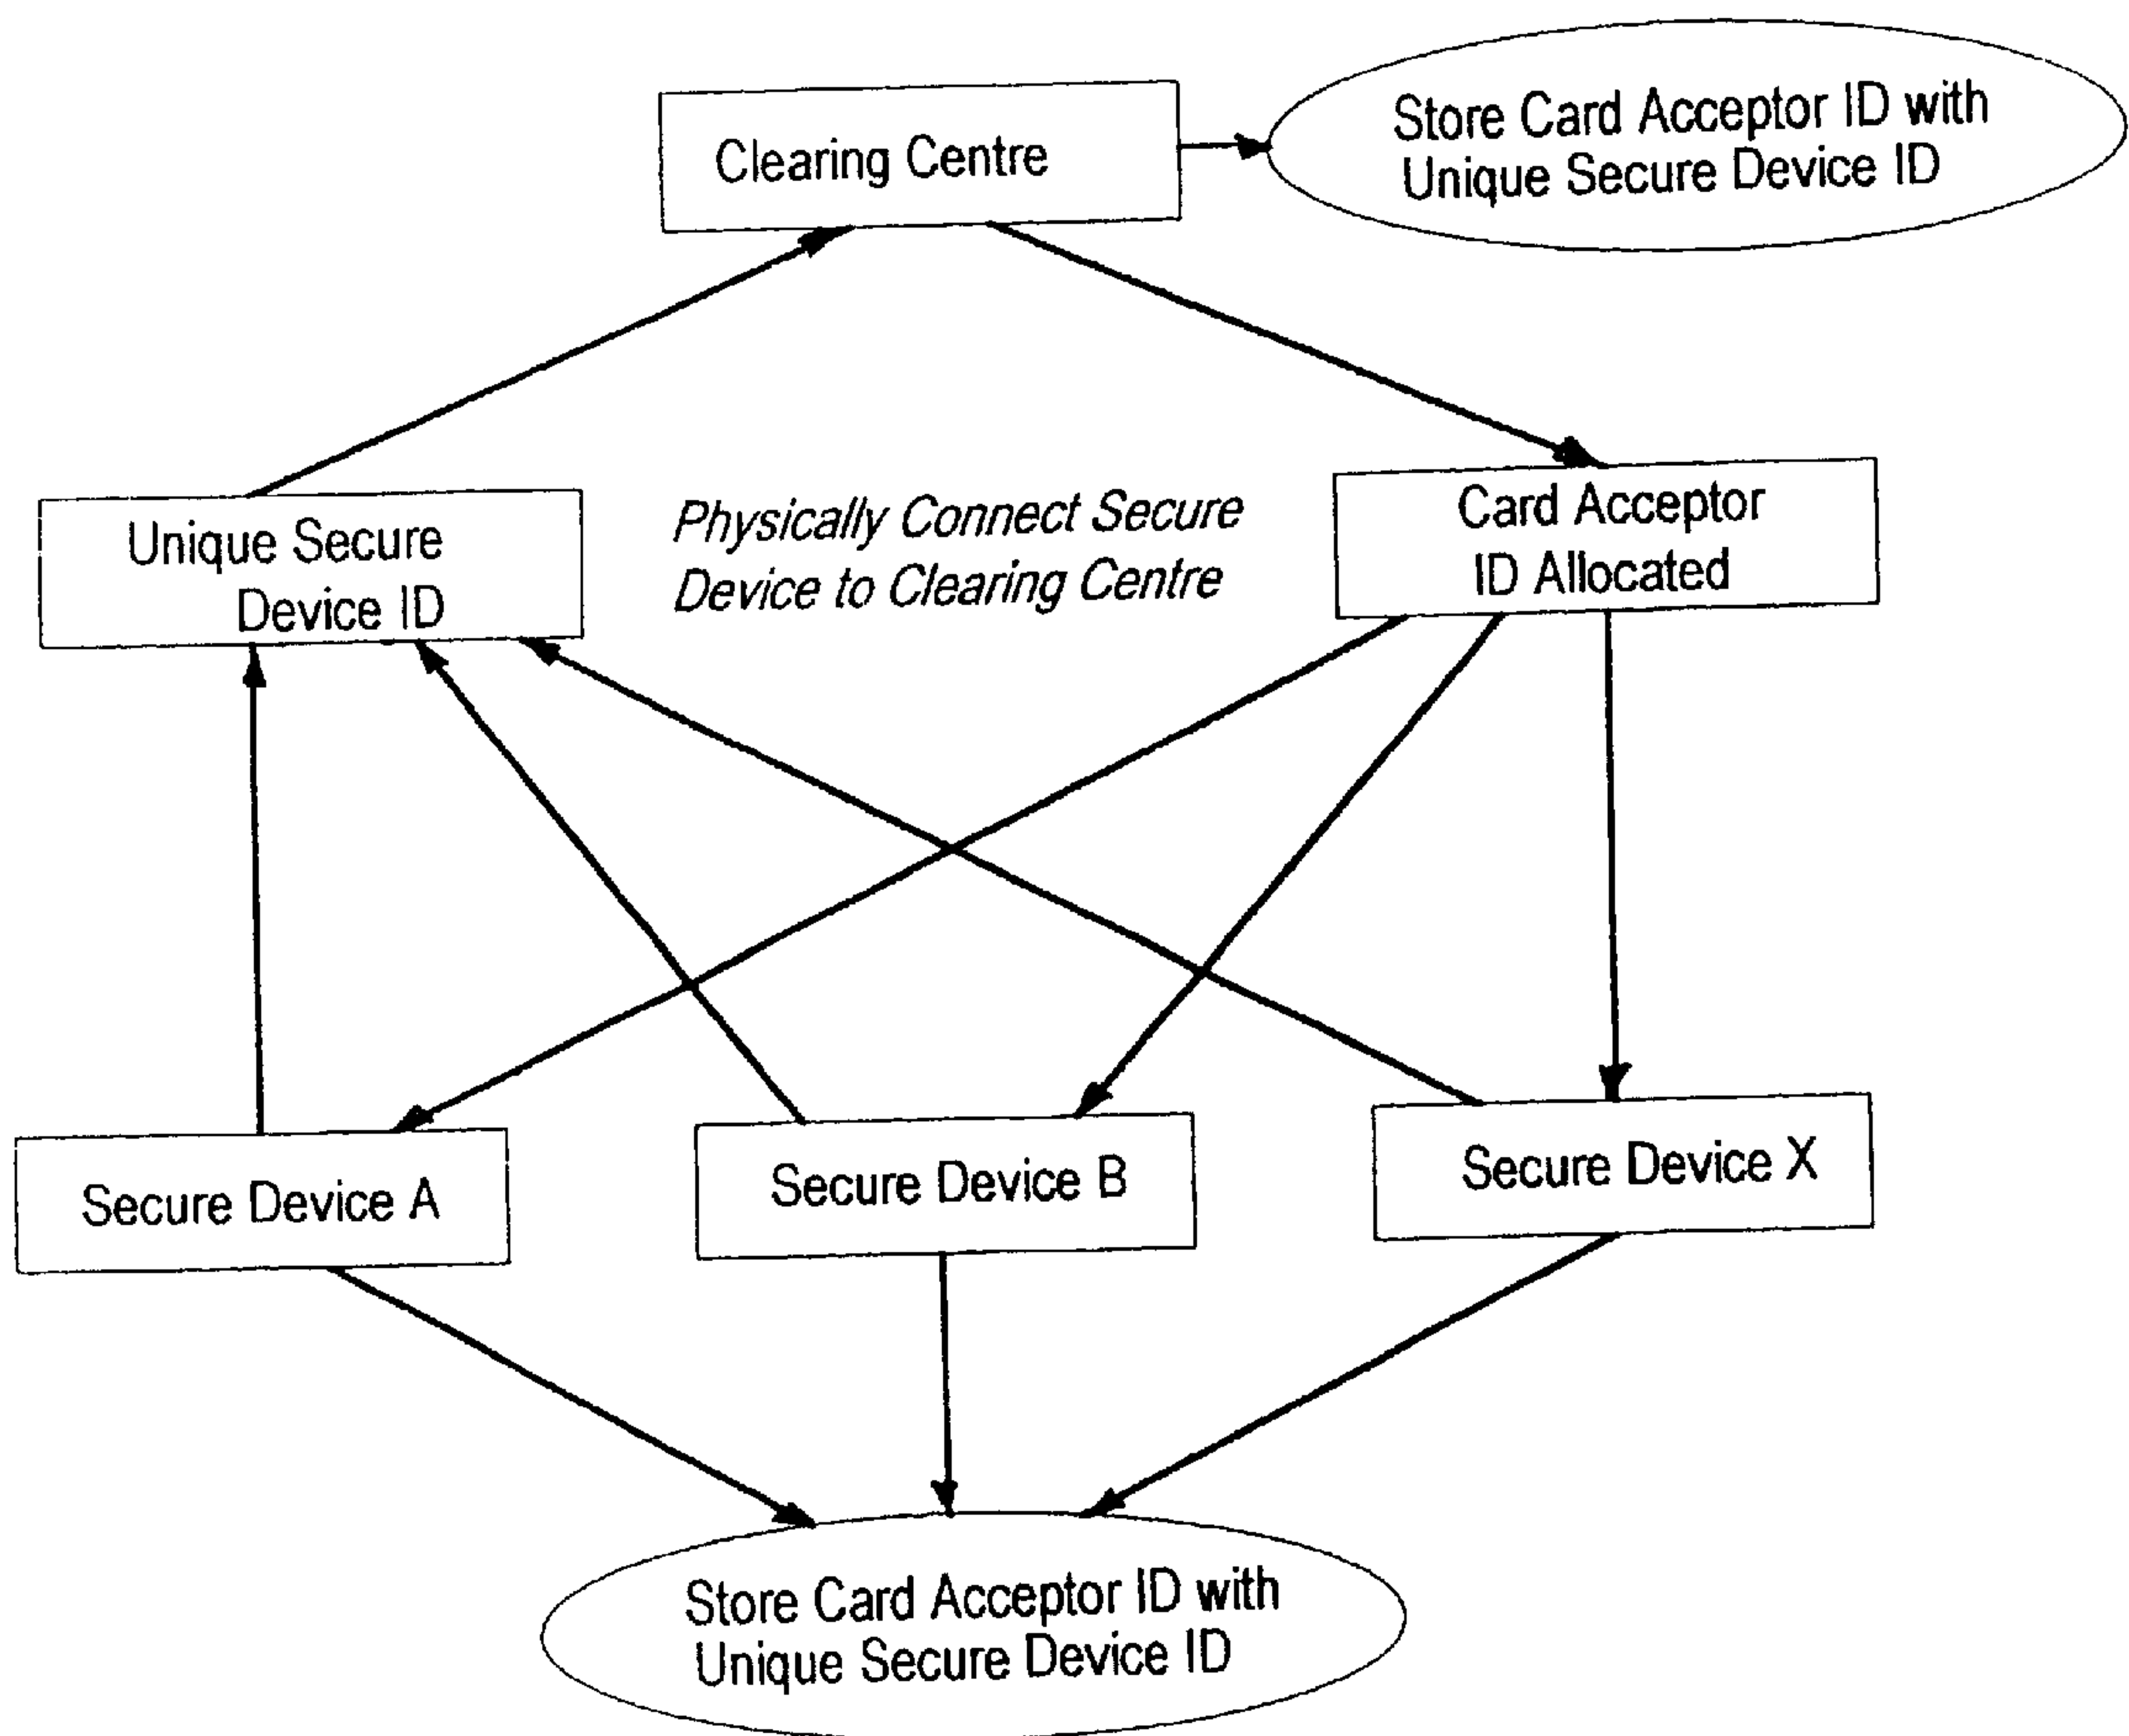 Clearing Centre
Store Card Acceptor ID with
Unique Secure Device ID
Unique Secure
Device ID
Physically Connect Secure
Device to Clearing Centre
Card Acceptor
ID Allocated
Secure Device A
Secure Device B
Secure Device X
Store Card Acceptor ID with
Unique Secure Device ID